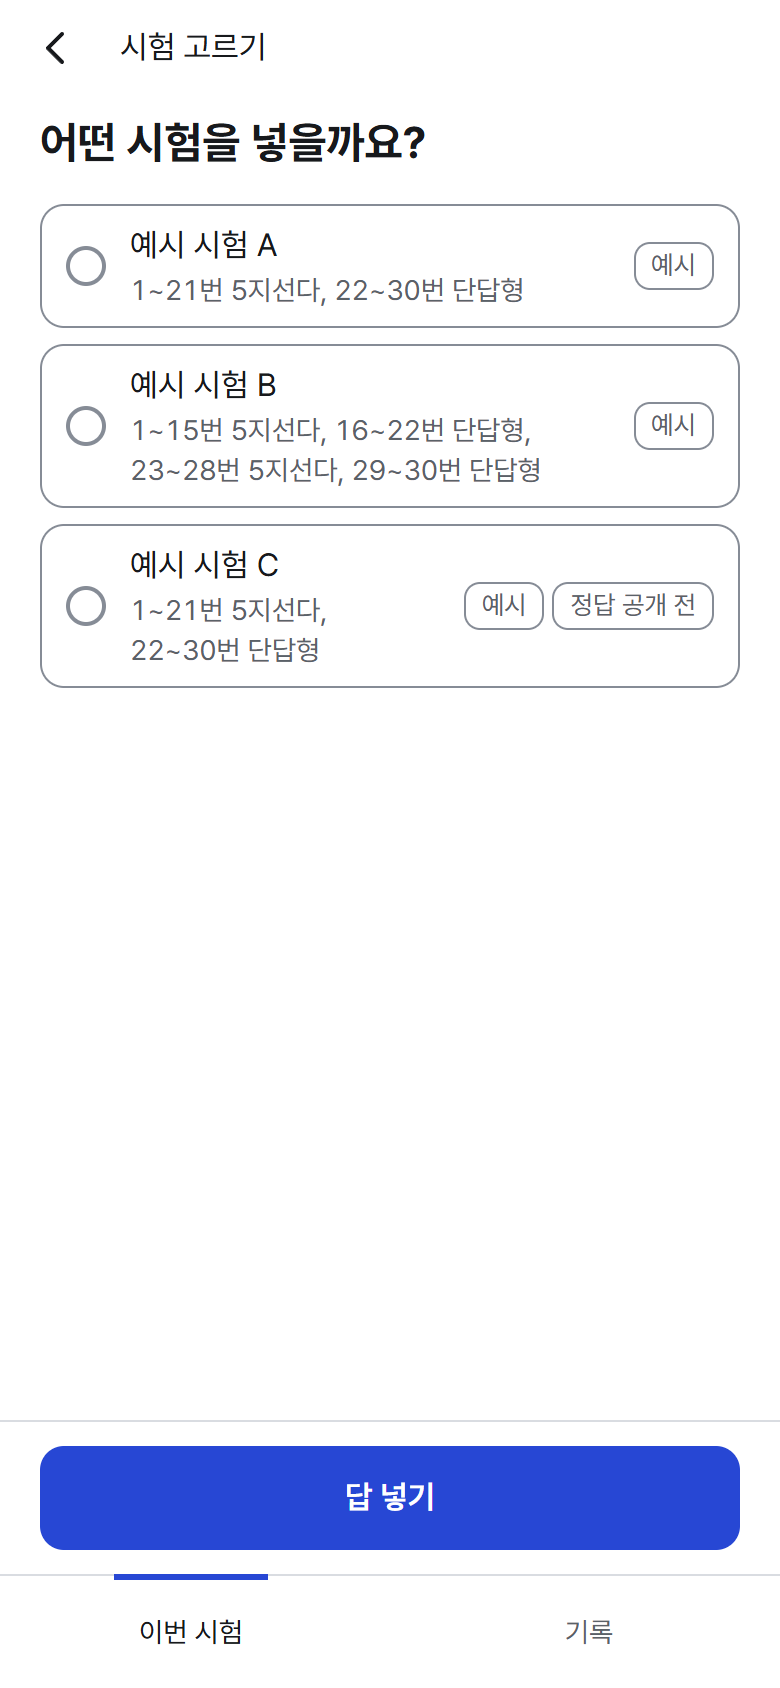 시험 고르기
어떤 시험을 넣을까요?
예시 시험 A
1~21번 5지선다, 22~30번 단답형
예시
예시 시험 B
1~15번 5지선다, 16~22번 단답형,
23~28번 5지선다, 29~30번 단답형
예시
예시 시험 C
1~21번 5지선다,
22~30번 단답형
예시
정답 공개 전
답 넣기
이번 시험
기록